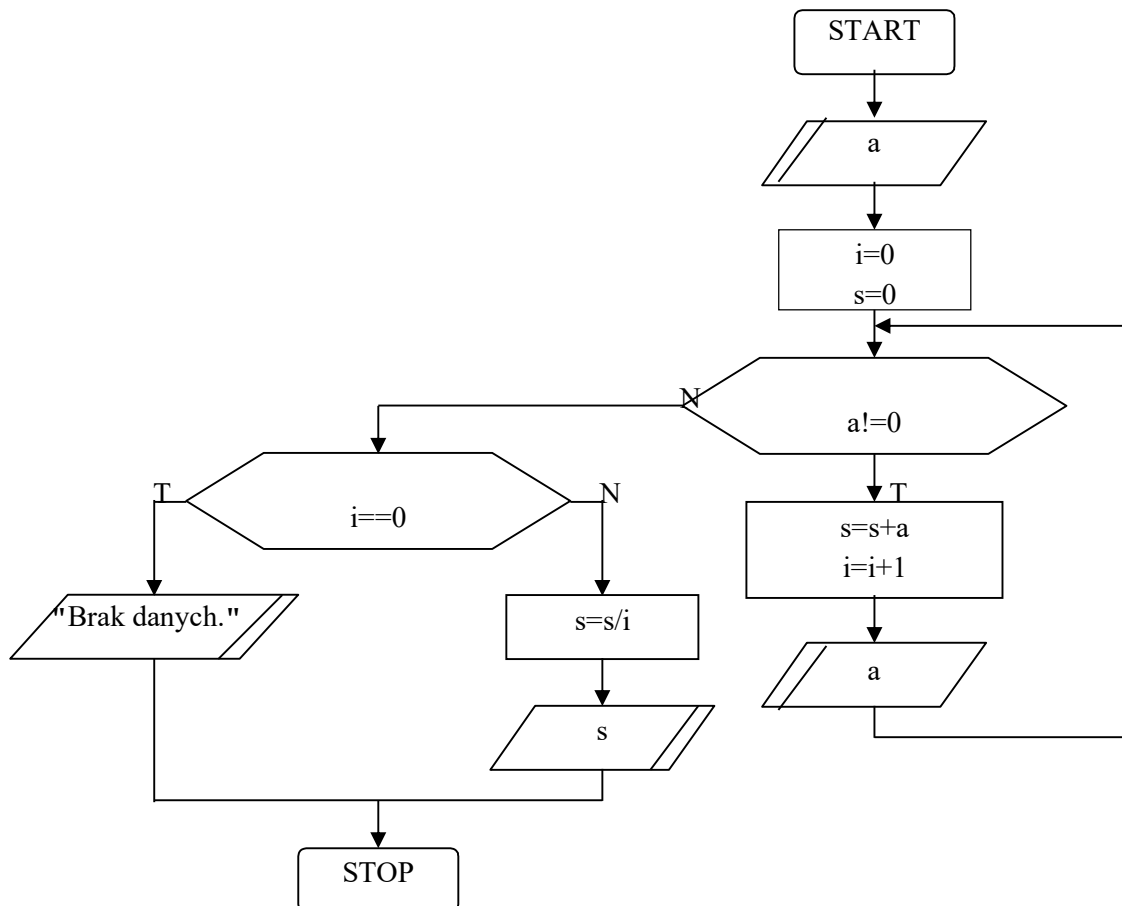 START
a
i=0
s=0
N
a!=0
T
N
T
i==0
s=s+a
i=i+1
"Brak danych."
s=s/i
a
s
STOP